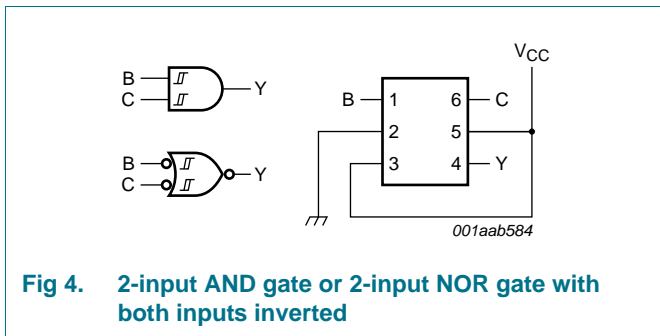 B
C
Y
B
C
Y
VCC
B
1
6
C
2
5
3
4
Y
001aab584
Fig 4. 2-input AND gate or 2-input NOR gate with
both inputs inverted